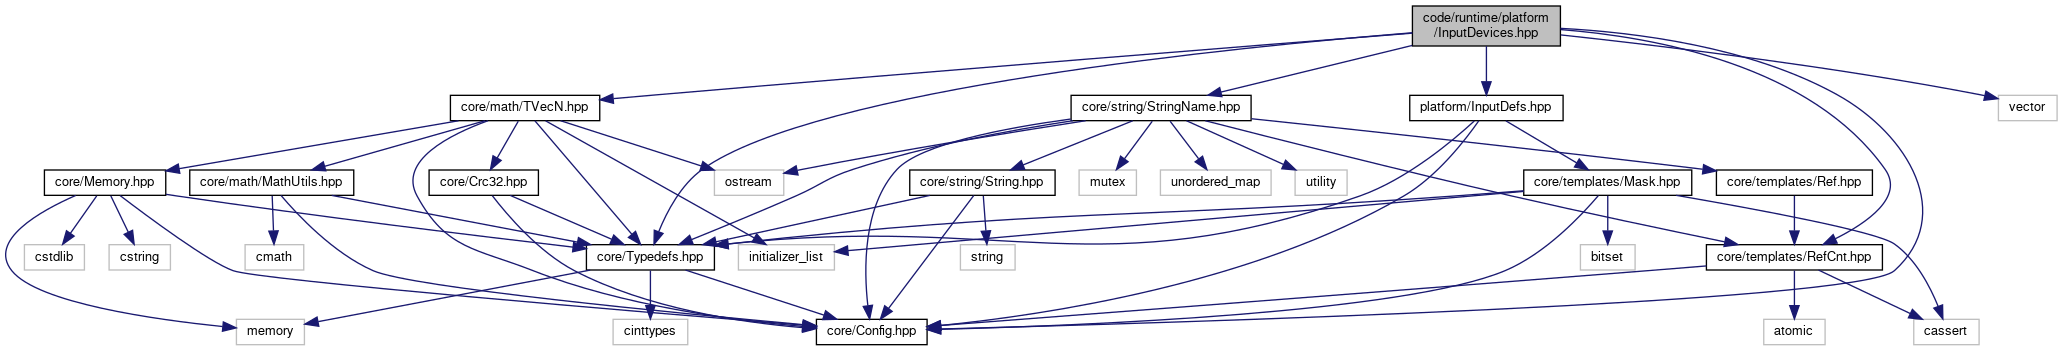 code/runtime/platform
/InputDevices.hpp
core/math/TVecN.hpp
core/string/StringName.hpp
platform/InputDefs.hpp
vector
core/Memory.hpp
core/math/MathUtils.hpp
core/Crc32.hpp
ostream
core/string/String.hpp
mutex
unordered_map
utility
core/templates/Mask.hpp
core/templates/Ref.hpp
cstdlib
cstring
cmath
core/Typedefs.hpp
initializer_list
string
bitset
core/templates/RefCnt.hpp
memory
cinttypes
core/Config.hpp
atomic
cassert